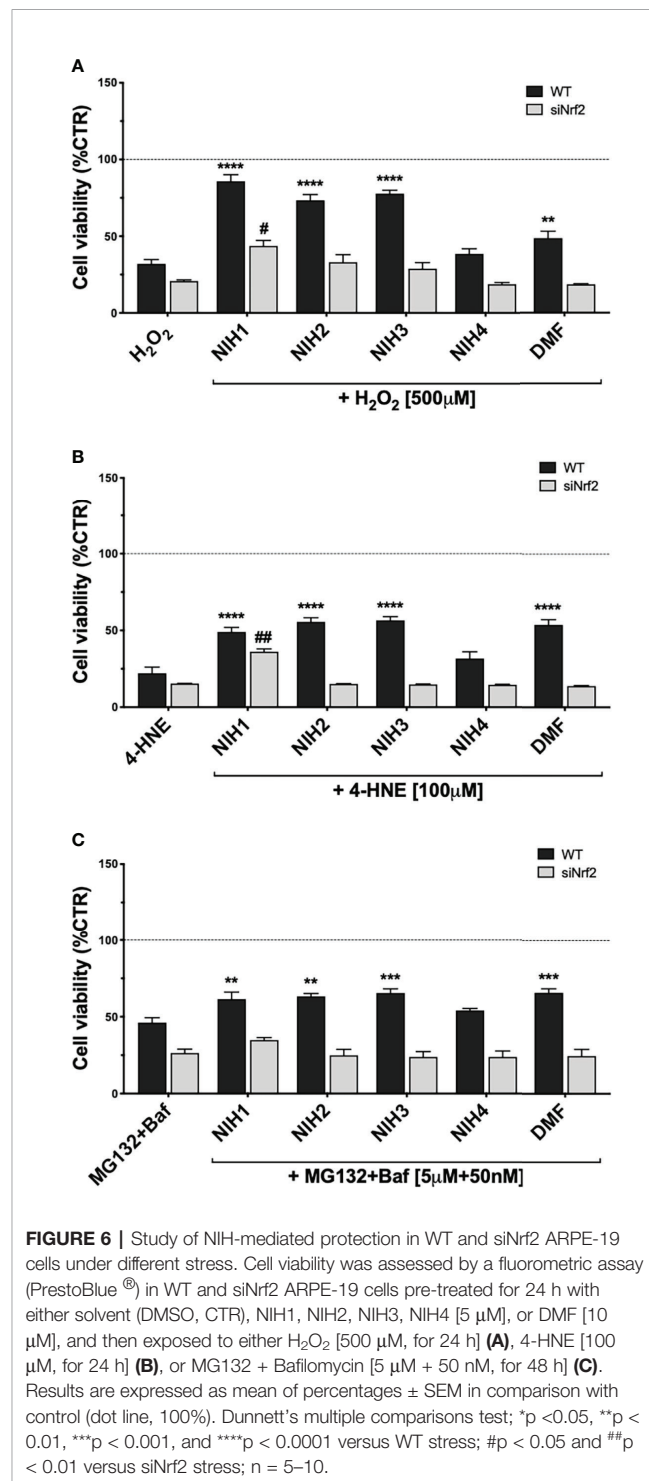 A
150
100
50
0
Cell viability (%CTR)
WT
siNrf2
****
#
****
****
**
H₂O₂
NIH1
NIH2
NIH3
NIH4
DMF
+ H₂O₂ [500μM]
B
150
100
50
0
Cell viability (%CTR)
WT
siNrf2
****
##
****
****
****
4-HNE
NIH1
NIH2
NIH3
NIH4
DMF
+ 4-HNE [100μM]
C
150
100
50
0
Cell viability (%CTR)
WT
siNrf2
**
**
***
***
MG132+Baf
NIH1
NIH2
NIH3
NIH4
DMF
+ MG132+Baf [5μM+50nM]
FIGURE 6 | Study of NIH-mediated protection in WT and siNrf2 ARPE-19
cells under different stress. Cell viability was assessed by a fluorometric assay
(PrestoBlue ®) in WT and siNrf2 ARPE-19 cells pre-treated for 24 h with
either solvent (DMSO, CTR), NIH1, NIH2, NIH3, NIH4 [5 μM], or DMF [10
μM], and then exposed to either H₂O₂ [500 μM, for 24 h] (A), 4-HNE [100
μM, for 24 h] (B), or MG132 + Bafilomycin [5 μM + 50 nM, for 48 h] (C).
Results are expressed as mean of percentages ± SEM in comparison with
control (dot line, 100%). Dunnett's multiple comparisons test; *p <0.05, **p <
0.01, ***p < 0.001, and ****p < 0.0001 versus WT stress; #p < 0.05 and ##p
< 0.01 versus siNrf2 stress; n = 5–10.